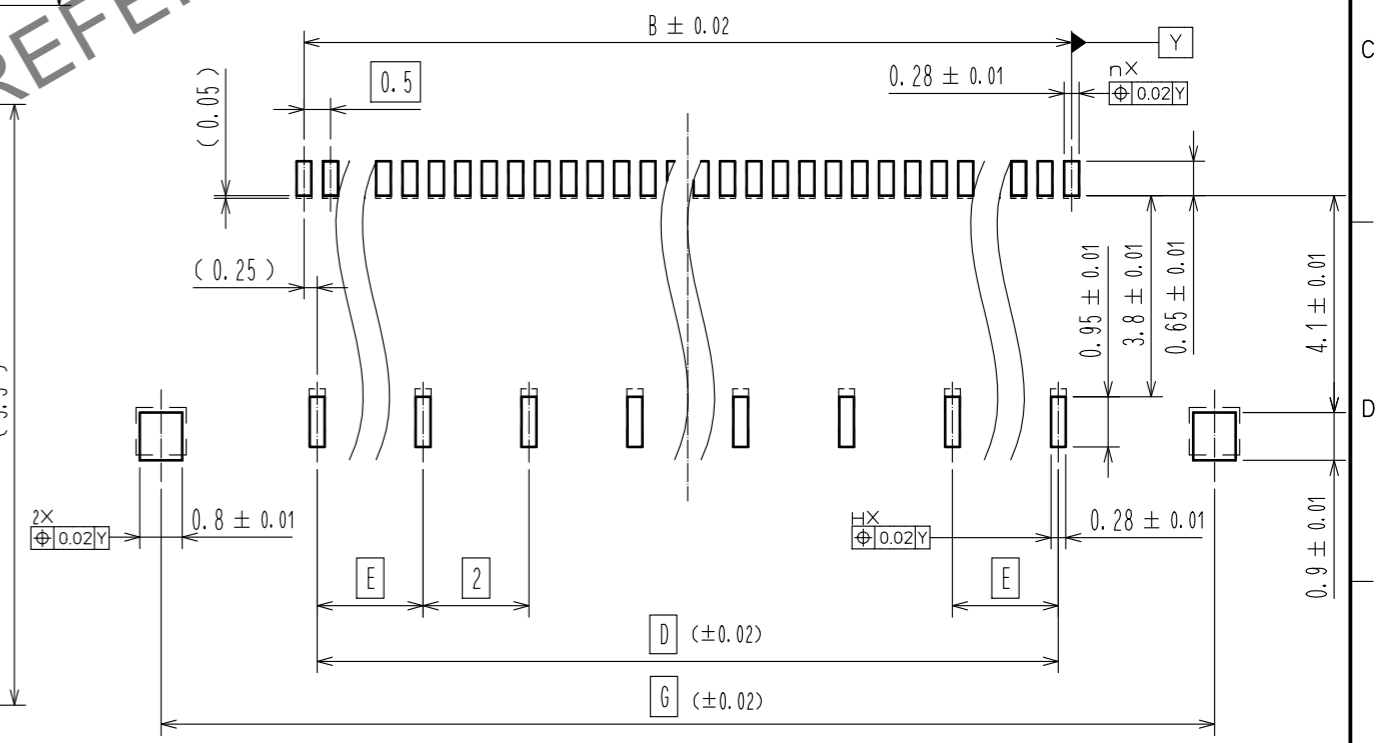 REFE
B ± 0.02
Y
C
0.5
0.28 ± 0.01
nX
⌖ 0.02 Y
(0.05)
(0.25)
0.95 ± 0.01
3.8 ± 0.01
0.65 ± 0.01
4.1 ± 0.01
D
2X
⌖ 0.02 Y
0.8 ± 0.01
HX
⌖ 0.02 Y
0.28 ± 0.01
0.9 ± 0.01
E
2
E
D (±0.02)
G (±0.02)